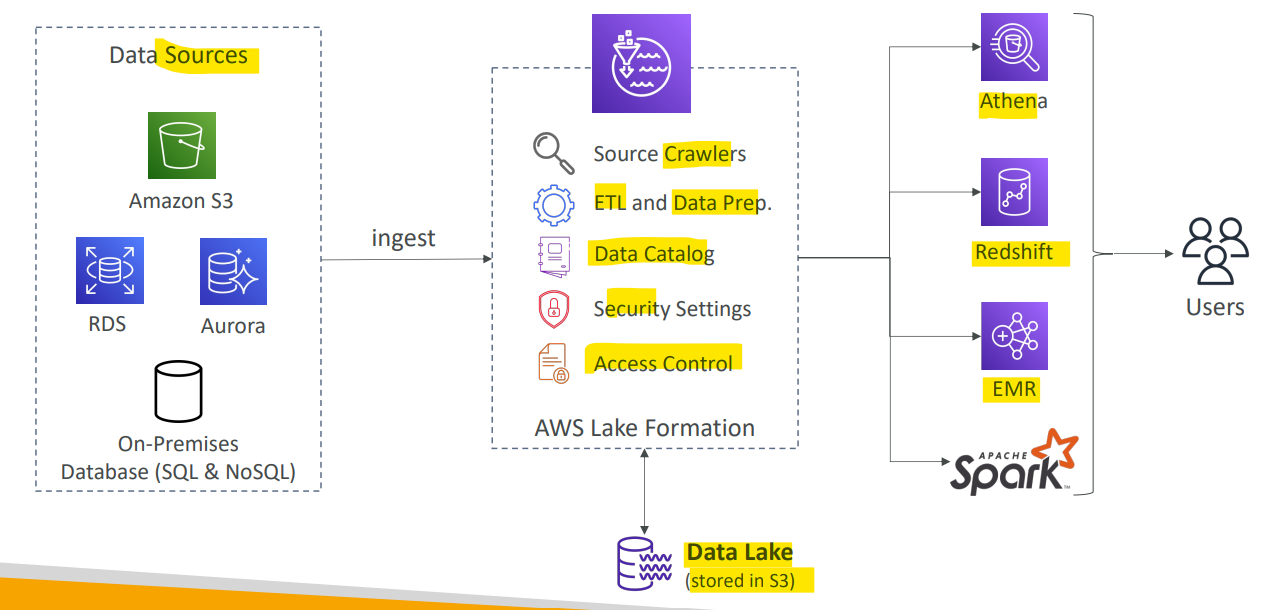 Data Sources
Amazon S3
RDS
Aurora
On-Premises
Database (SQL & NoSQL)
ingest
Source Crawlers
ETL and Data Prep.
Data Catalog
Security Settings
Access Control
AWS Lake Formation
Data Lake
(stored in S3)
Athena
Redshift
EMR
APACHE
Spark™
Users